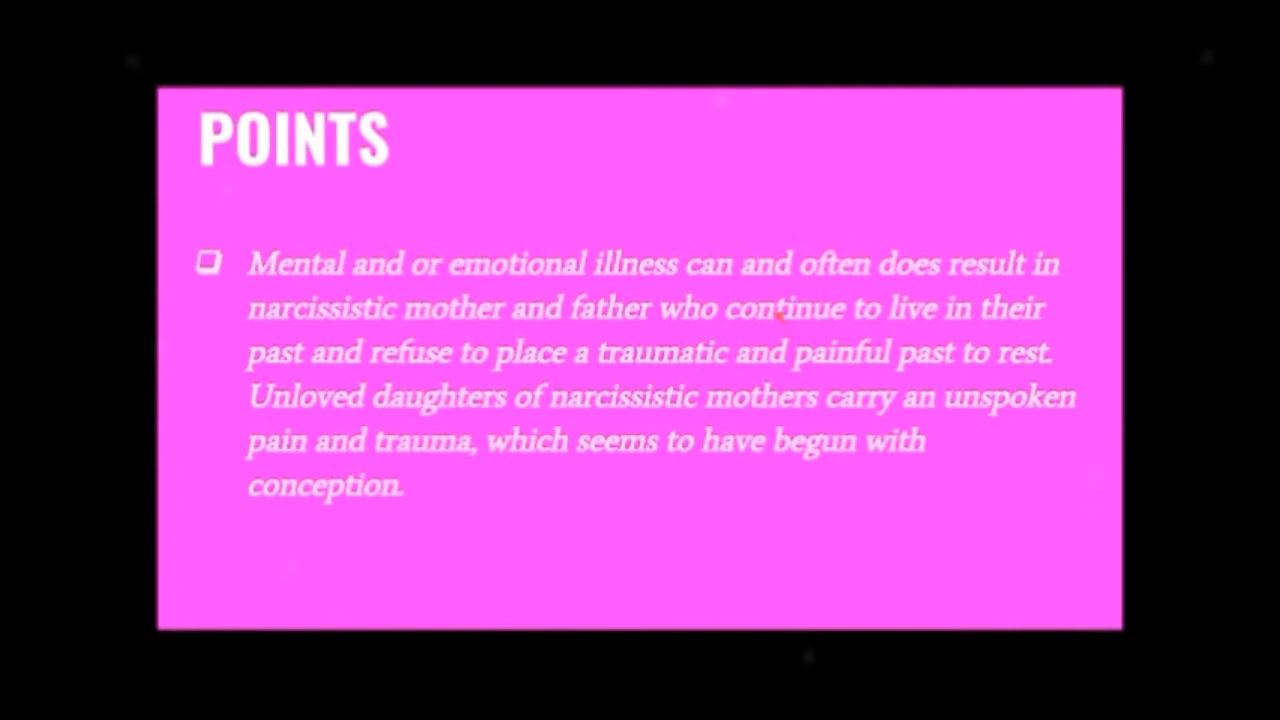 POINTS
❑ Mental and or emotional illness can and often does result in
narcissistic mother and father who continue to live in their
past and refuse to place a traumatic and painful past to rest.
Unloved daughters of narcissistic mothers carry an unspoken
pain and trauma, which seems to have begun with
conception.